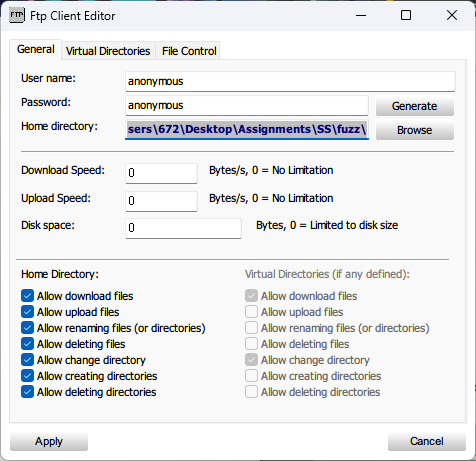 FTP Ftp Client Editor
General Virtual Directories File Control
User name: anonymous
Password: anonymous Generate
Home directory: sers\672\Desktop\Assignments\SS\fuzz\ Browse
Download Speed: 0 Bytes/s, 0 = No Limitation
Upload Speed: 0 Bytes/s, 0 = No Limitation
Disk space: 0 Bytes, 0 = Limited to disk size
Home Directory: Virtual Directories (if any defined):
Allow download files Allow download files
Allow upload files Allow upload files
Allow renaming files (or directories) Allow renaming files (or directories)
Allow deleting files Allow deleting files
Allow change directory Allow change directory
Allow creating directories Allow creating directories
Allow deleting directories Allow deleting directories
Apply Cancel